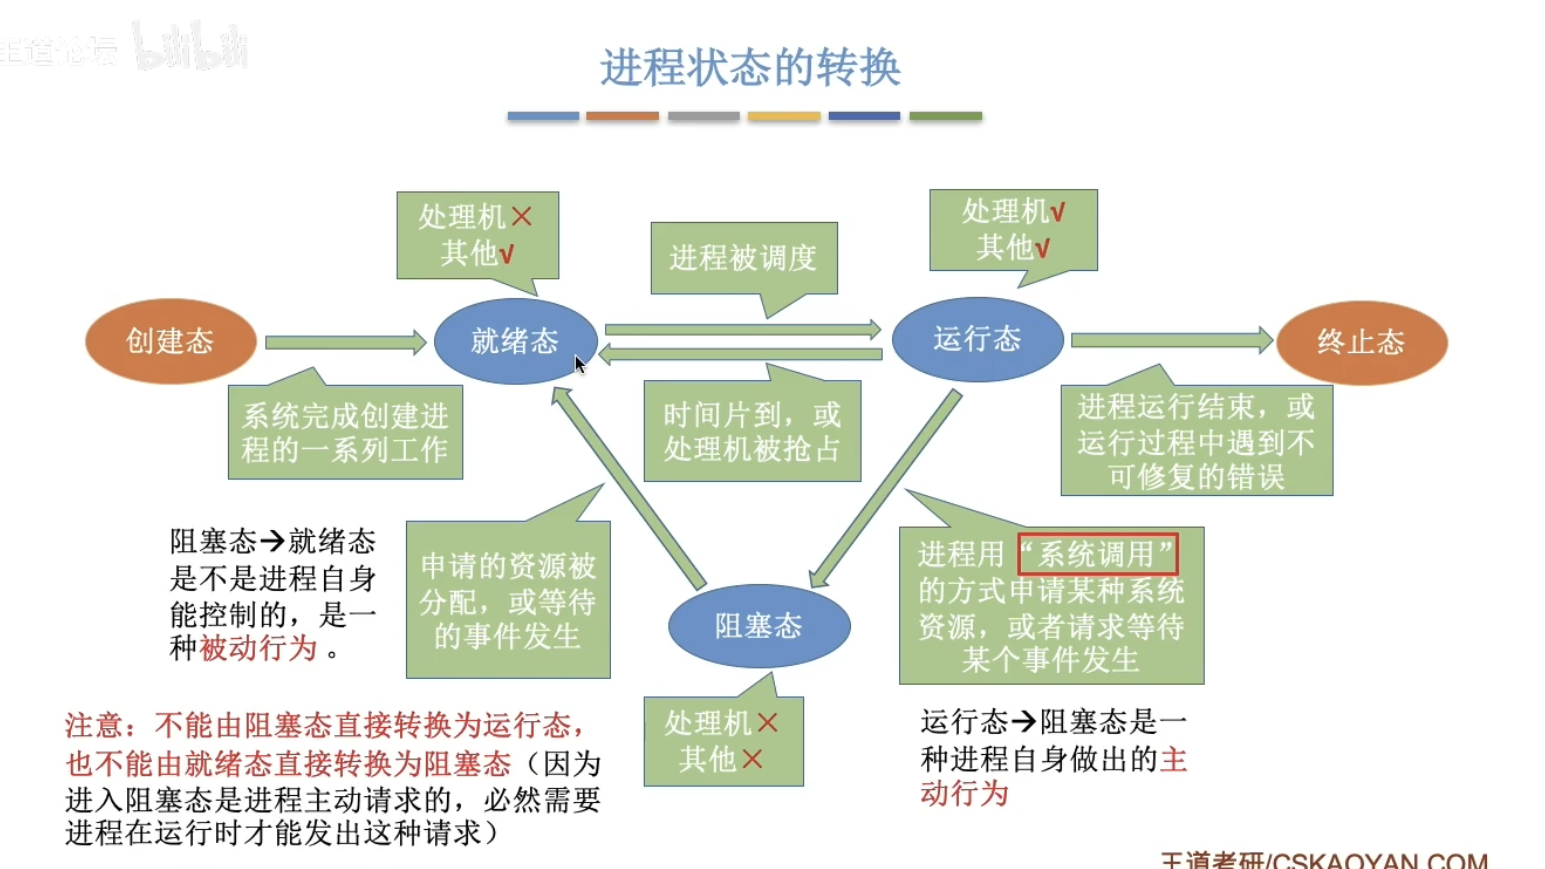 王道论坛 bilibili
进程状态的转换
处理机×
其他√
进程被调度
处理机√
其他√
创建态
就绪态
运行态
终止态
系统完成创建进
程的一系列工作
时间片到，或
处理机被抢占
进程运行结束，或
运行过程中遇到不
可修复的错误
阻塞态→就绪态
是不是进程自身
能控制的，是一
种被动行为 。
申请的资源被
分配，或等待
的事件发生
进程用“系统调用”
的方式申请某种系统
资源，或者请求等待
某个事件发生
阻塞态
处理机×
其他×
注意：不能由阻塞态直接转换为运行态，
也不能由就绪态直接转换为阻塞态（因为
进入阻塞态是进程主动请求的，必然需要
进程在运行时才能发出这种请求）
运行态→阻塞态是一
种进程自身做出的主
动行为
王道考研/CSKAOYAN.COM